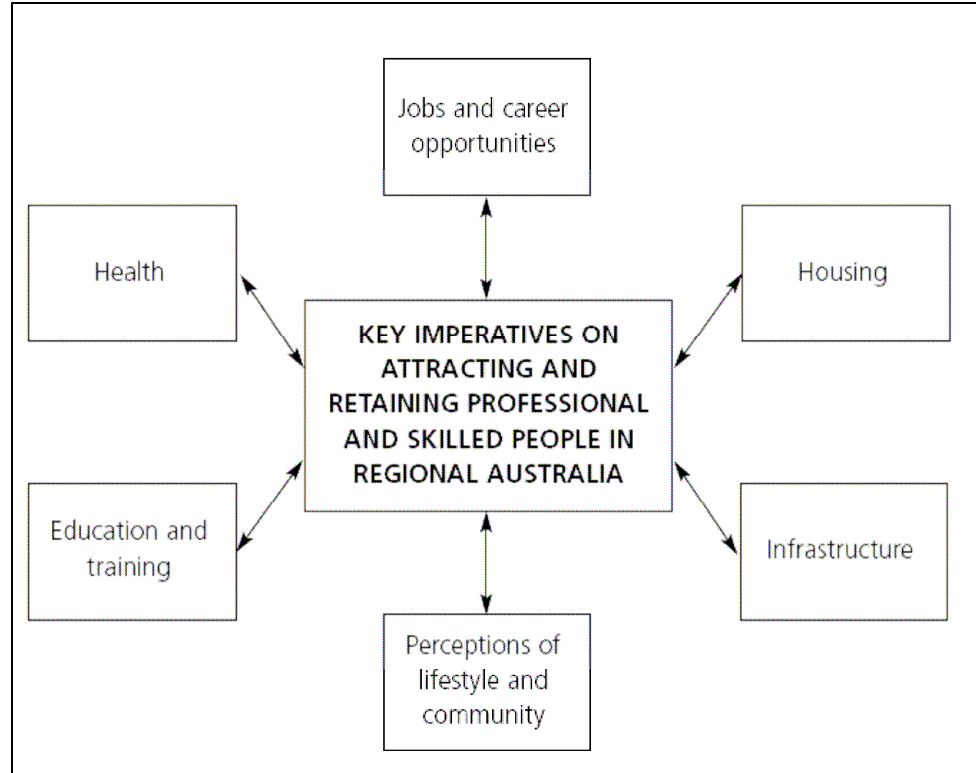 Jobs and career
opportunities
Health
Housing
KEY IMPERATIVES ON
ATTRACTING AND
RETAINING PROFESSIONAL
AND SKILLED PEOPLE IN
REGIONAL AUSTRALIA
Education and
training
Infrastructure
Perceptions of
lifestyle and
community